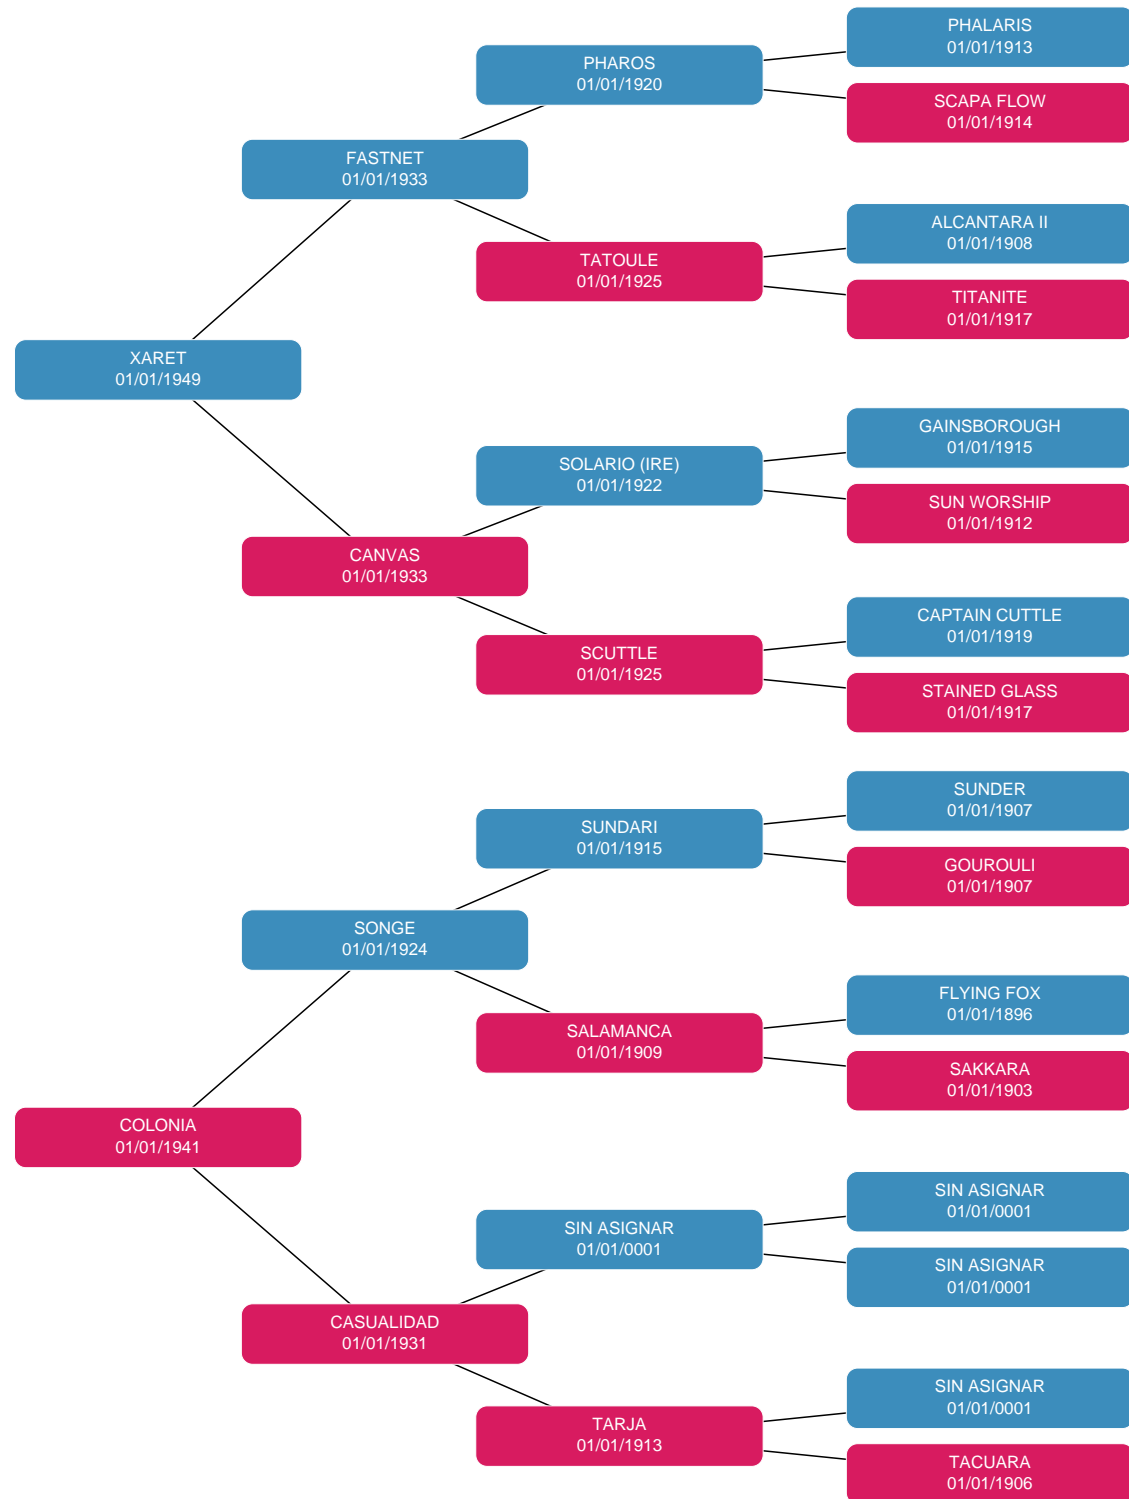 PHALARIS
01/01/1913
PHAROS
01/01/1920
SCAPA FLOW
01/01/1914
FASTNET
01/01/1933
ALCANTARA II
01/01/1908
TATOULE
01/01/1925
TITANITE
01/01/1917
XARET
01/01/1949
GAINSBOROUGH
01/01/1915
SOLARIO (IRE)
01/01/1922
SUN WORSHIP
01/01/1912
CANVAS
01/01/1933
CAPTAIN CUTTLE
01/01/1919
SCUTTLE
01/01/1925
STAINED GLASS
01/01/1917
SUNDER
01/01/1907
SUNDARI
01/01/1915
GOUROULI
01/01/1907
SONGE
01/01/1924
FLYING FOX
01/01/1896
SALAMANCA
01/01/1909
SAKKARA
01/01/1903
COLONIA
01/01/1941
SIN ASIGNAR
01/01/0001
SIN ASIGNAR
01/01/0001
SIN ASIGNAR
01/01/0001
CASUALIDAD
01/01/1931
SIN ASIGNAR
01/01/0001
TARJA
01/01/1913
TACUARA
01/01/1906